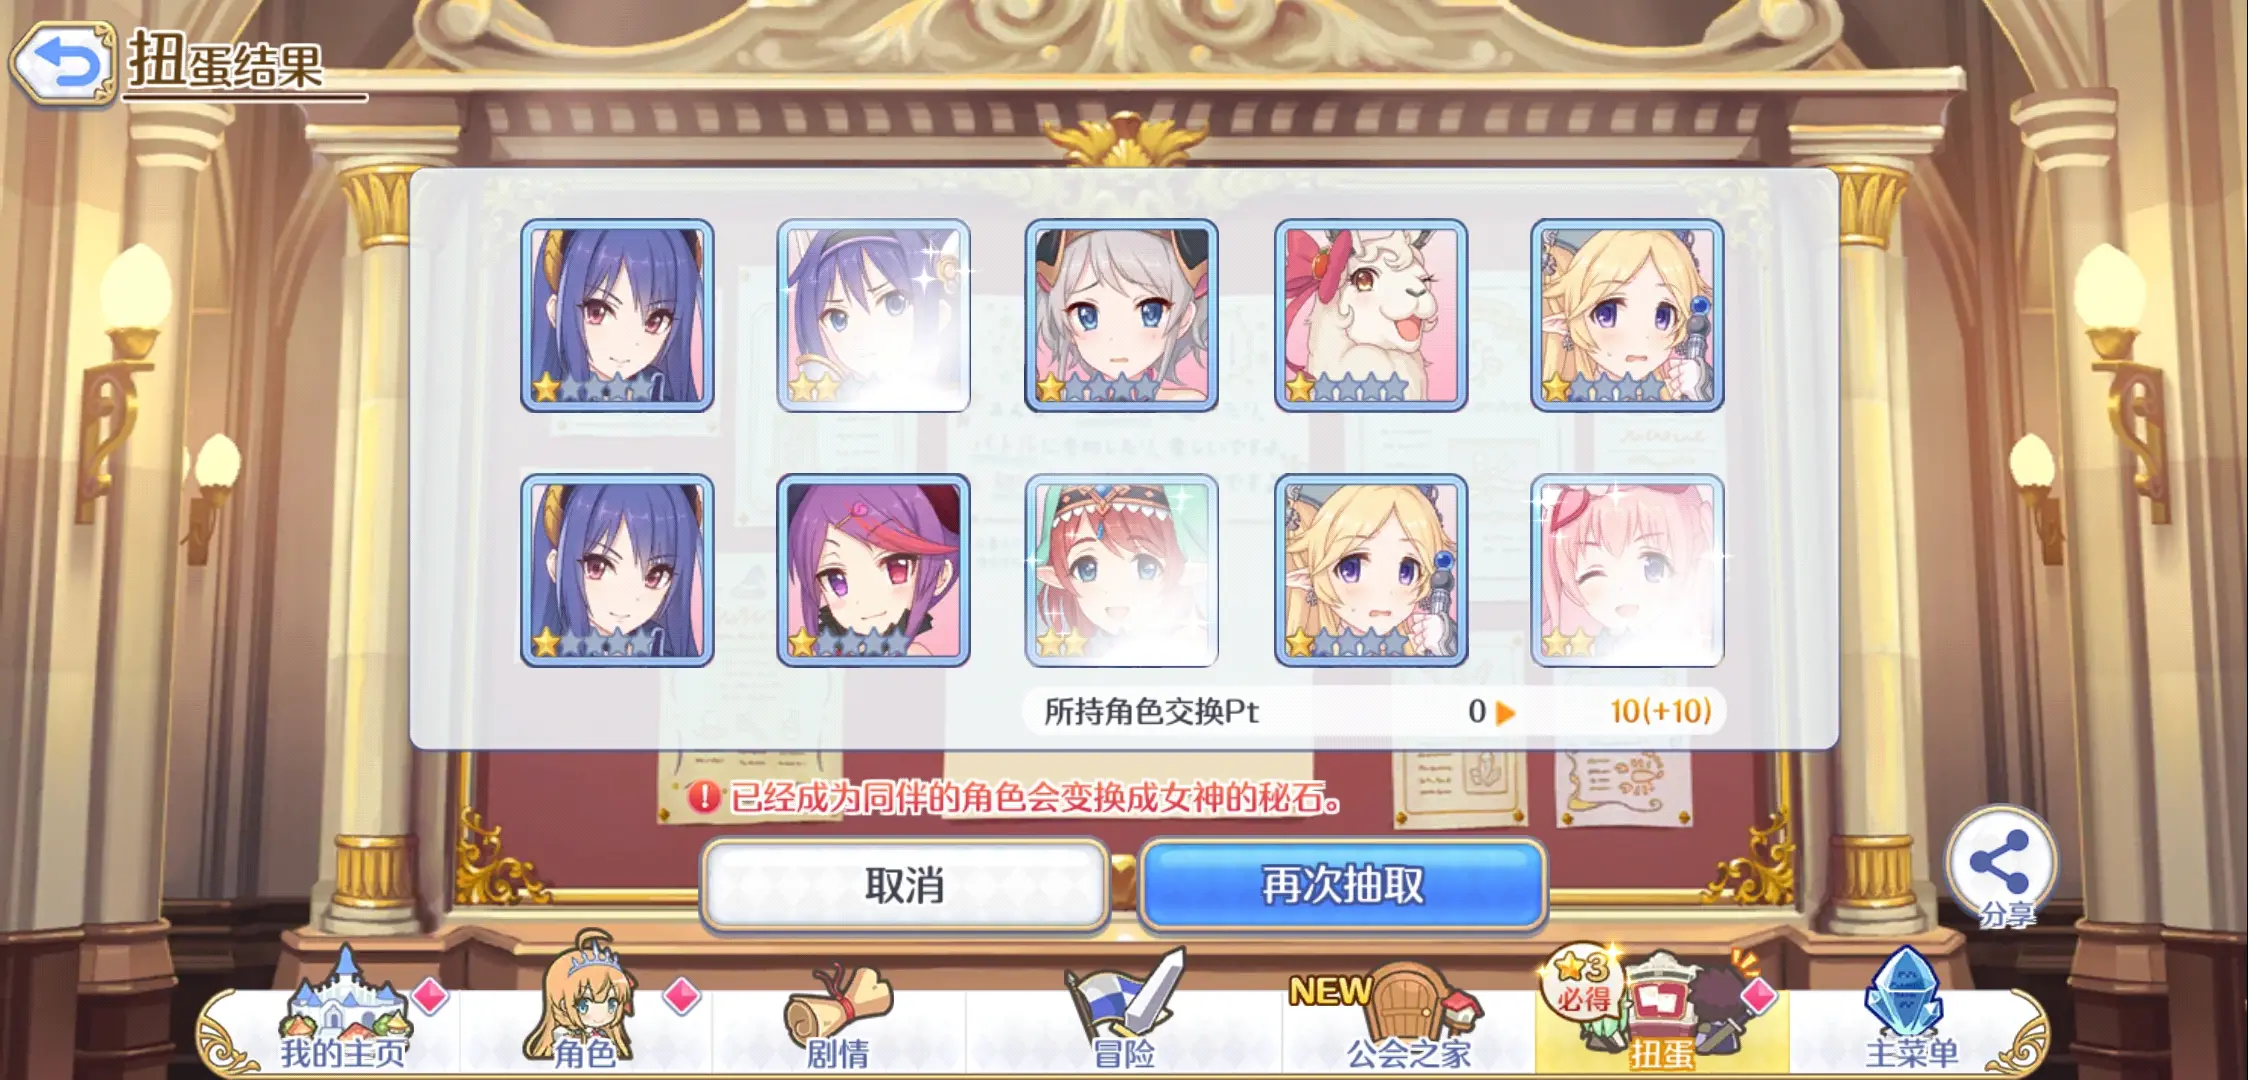 扭蛋结果
所持角色交换Pt 0 10(+10)
已经成为同伴的角色会变换成女神的秘石。
取消
再次抽取
分享
NEW
3
必得
我的主页
角色
剧情
冒险
公会之家
扭蛋
主菜单